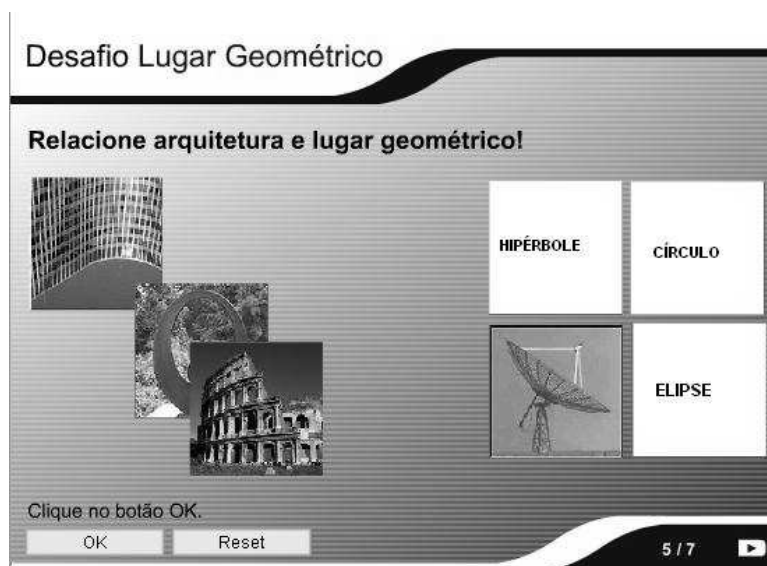 Desafio Lugar Geométrico
Relacione arquitetura e lugar geométrico!
HIPÉRBOLE
CÍRCULO
ELIPSE
Clique no botão OK.
OK
Reset
5 / 7